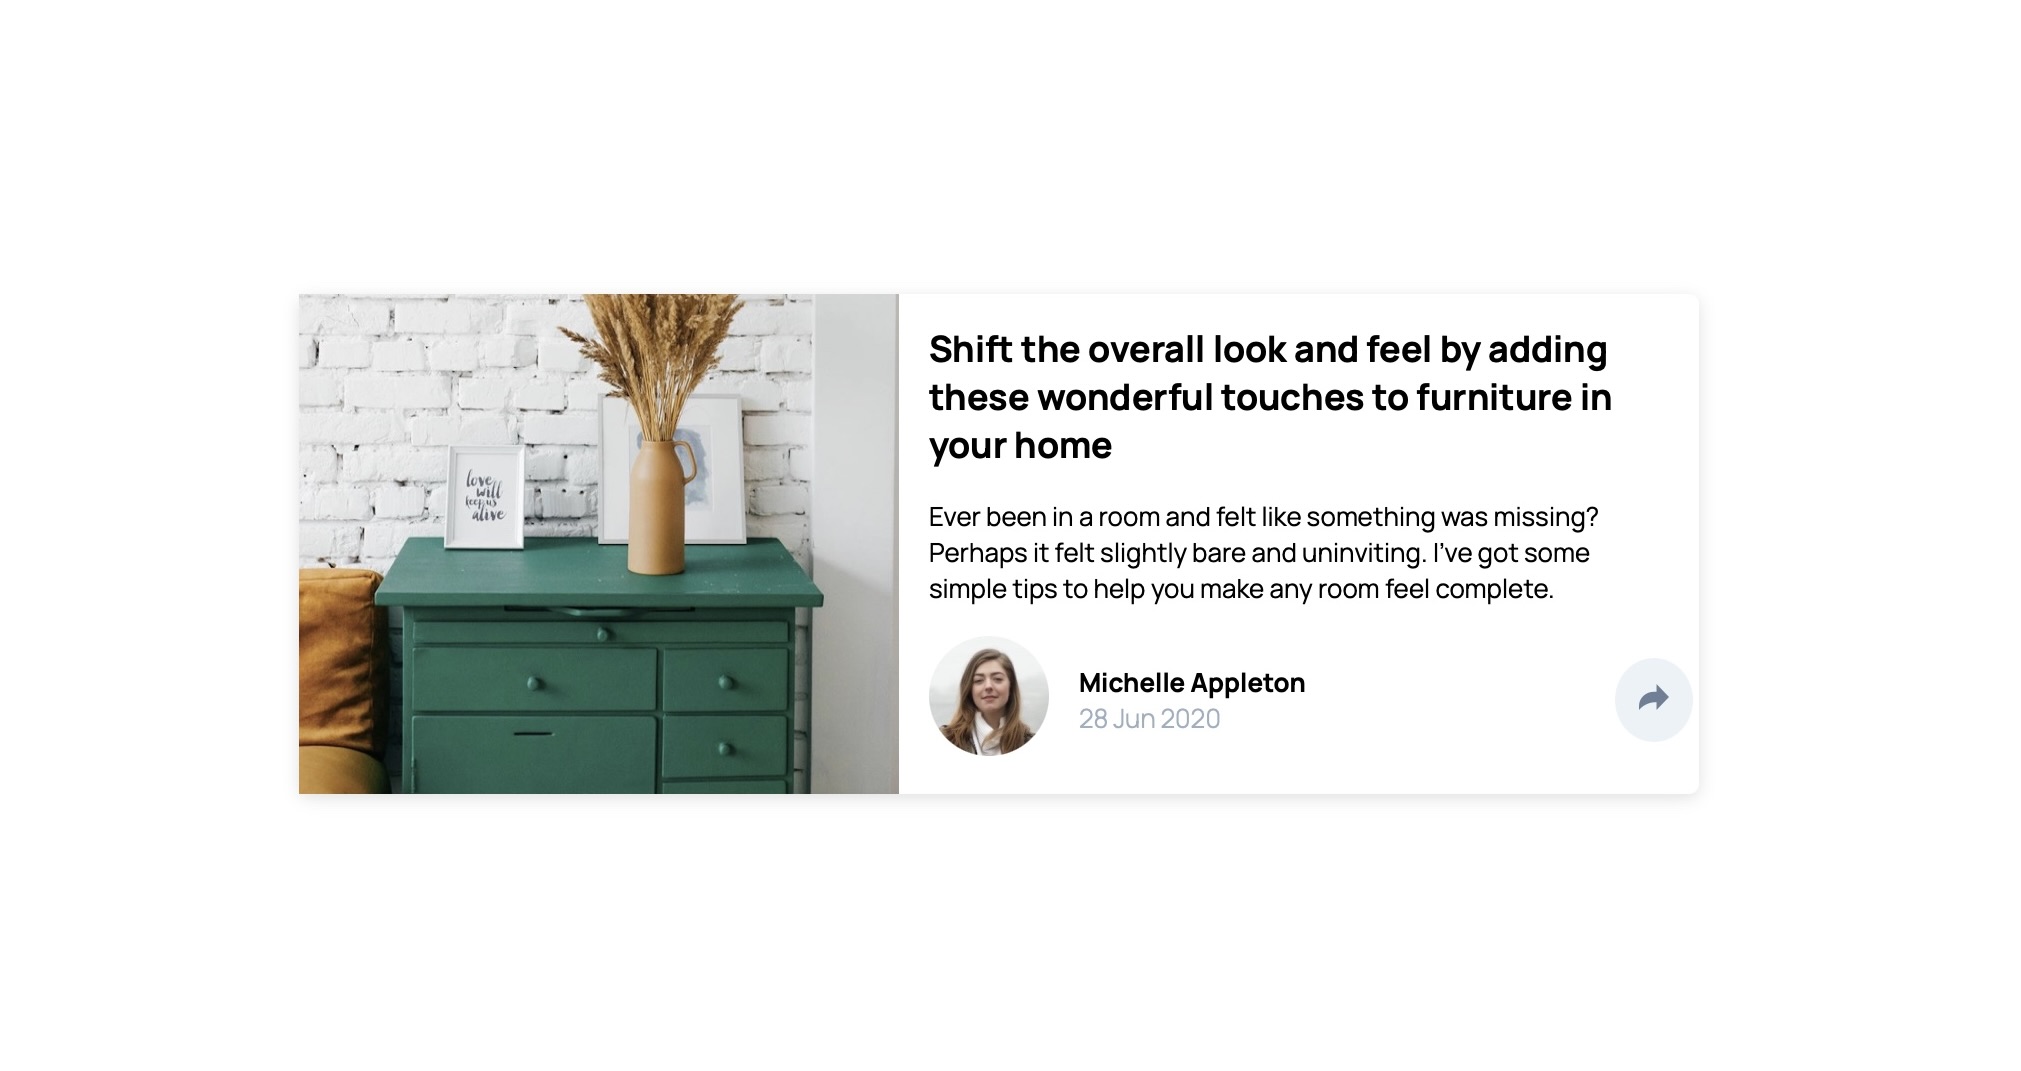 love
will
keep us
alive
Shift the overall look and feel by adding
these wonderful touches to furniture in
your home
Ever been in a room and felt like something was missing?
Perhaps it felt slightly bare and uninviting. I’ve got some
simple tips to help you make any room feel complete.
Michelle Appleton
28 Jun 2020